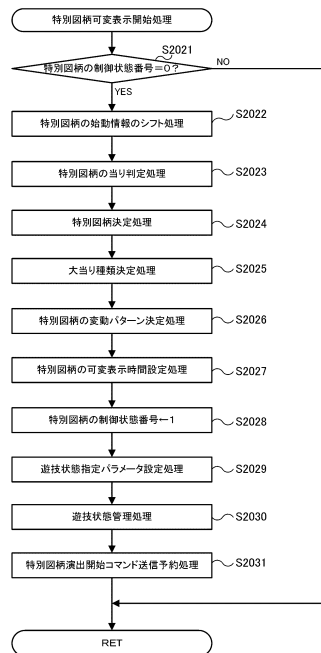 特別図柄可変表示開始処理
S2021
特別図柄の制御状態番号=0?
NO
YES
特別図柄の始動情報のシフト処理
S2022
特別図柄の当り判定処理
S2023
特別図柄決定処理
S2024
大当り種類決定処理
S2025
特別図柄の変動パターン決定処理
S2026
特別図柄の可変表示時間設定処理
S2027
特別図柄の制御状態番号←1
S2028
遊技状態指定パラメータ設定処理
S2029
遊技状態管理処理
S2030
特別図柄演出開始コマンド送信予約処理
S2031
RET